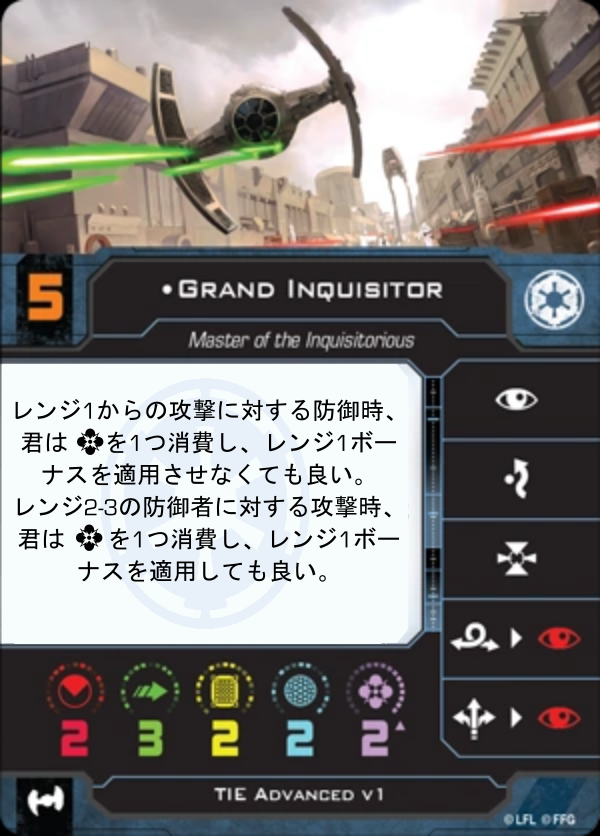 5
•Grand Inquisitor
Master of the Inquisitorious
レンジ1からの攻撃に対する防御時、
君は を1つ消費し、レンジ1ボー
ナスを適用させなくても良い。
レンジ2-3の防御者に対する攻撃時、
君は を1つ消費し、レンジ1ボー
ナスを適用しても良い。
2 3 2 2 2
TIE Advanced v1
©LFL ©FFG